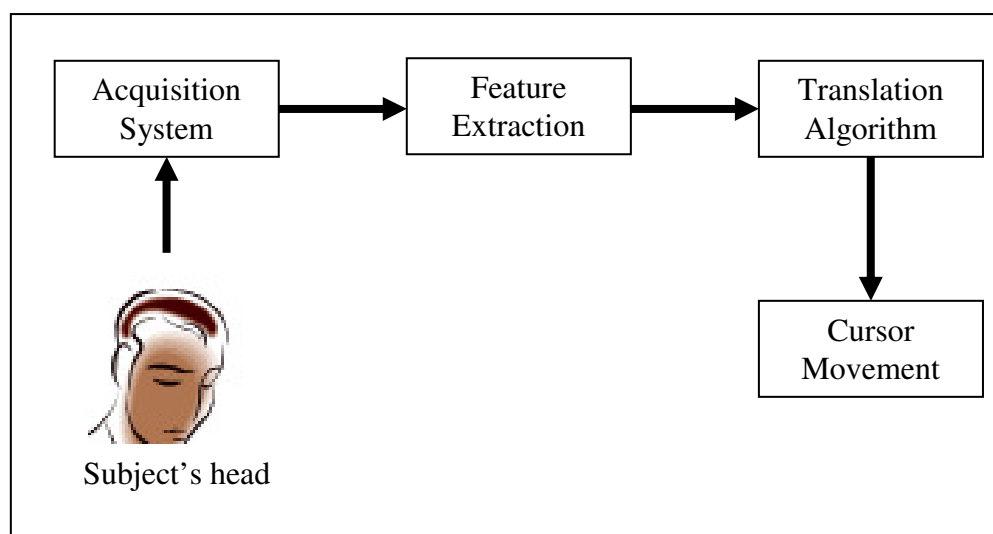 Acquisition
System
Feature
Extraction
Translation
Algorithm
Cursor
Movement
Subject's head